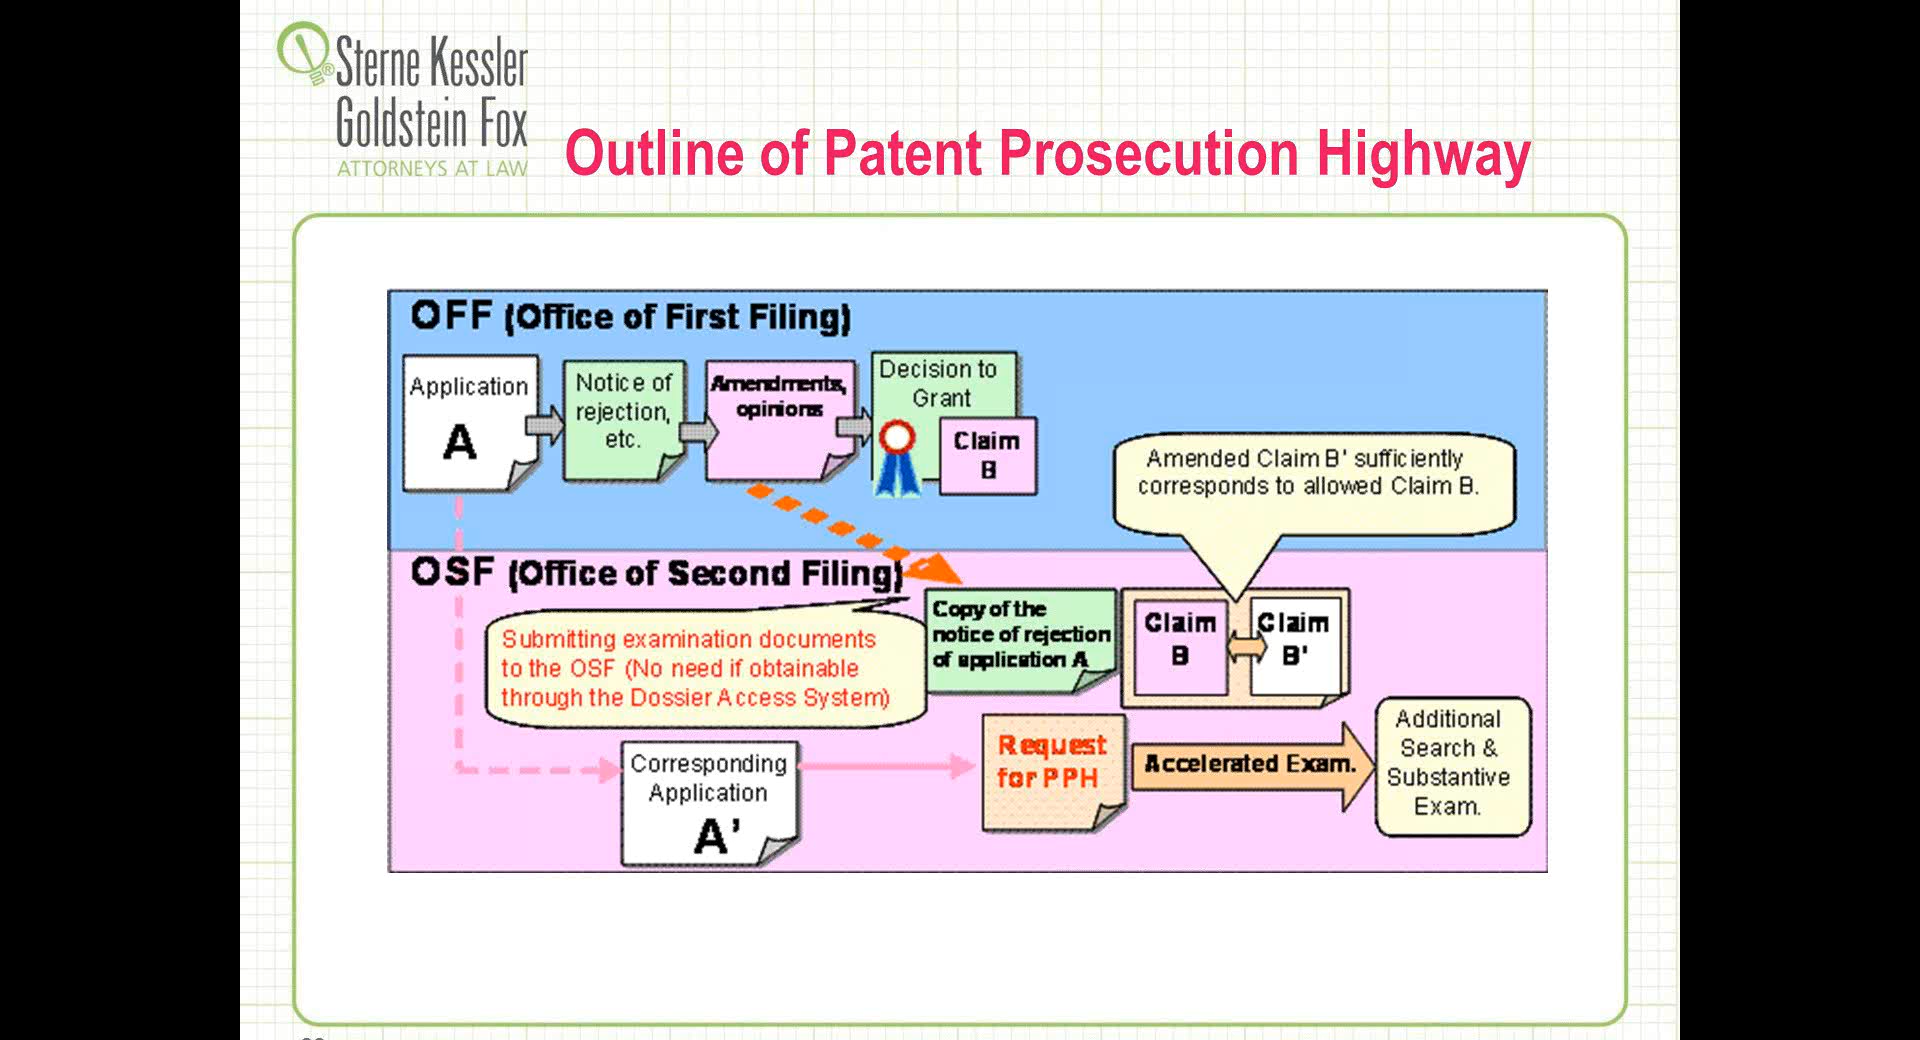 Sterne Kessler
Goldstein Fox
ATTORNEYS AT LAW
Outline of Patent Prosecution Highway
OFF (Office of First Filing)
Application
A
Notice of
rejection,
etc.
Amendments,
opinions
Decision to
Grant
Claim
B
Amended Claim B' sufficiently
corresponds to allowed Claim B.
OSF (Office of Second Filing)
Submitting examination documents
to the OSF (No need if obtainable
through the Dossier Access System)
Copy of the
notice of rejection
of application A
Claim
B
Claim
B'
Corresponding
Application
A'
Request
for PPH
Accelerated Exam.
Additional
Search &
Substantive
Exam.